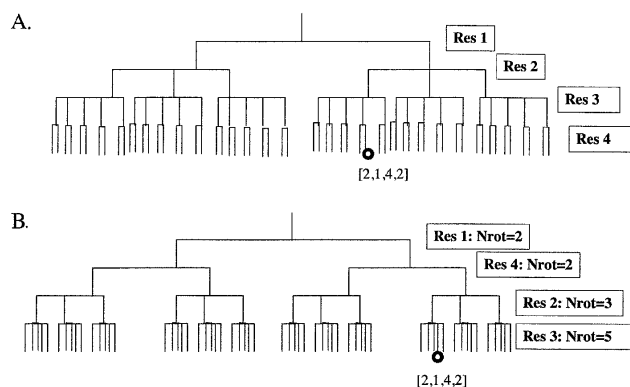 A.
Res 1
Res 2
Res 3
Res 4
[2,1,4,2]
B.
Res 1: Nrot=2
Res 4: Nrot=2
Res 2: Nrot=3
Res 3: Nrot=5
[2,1,4,2]